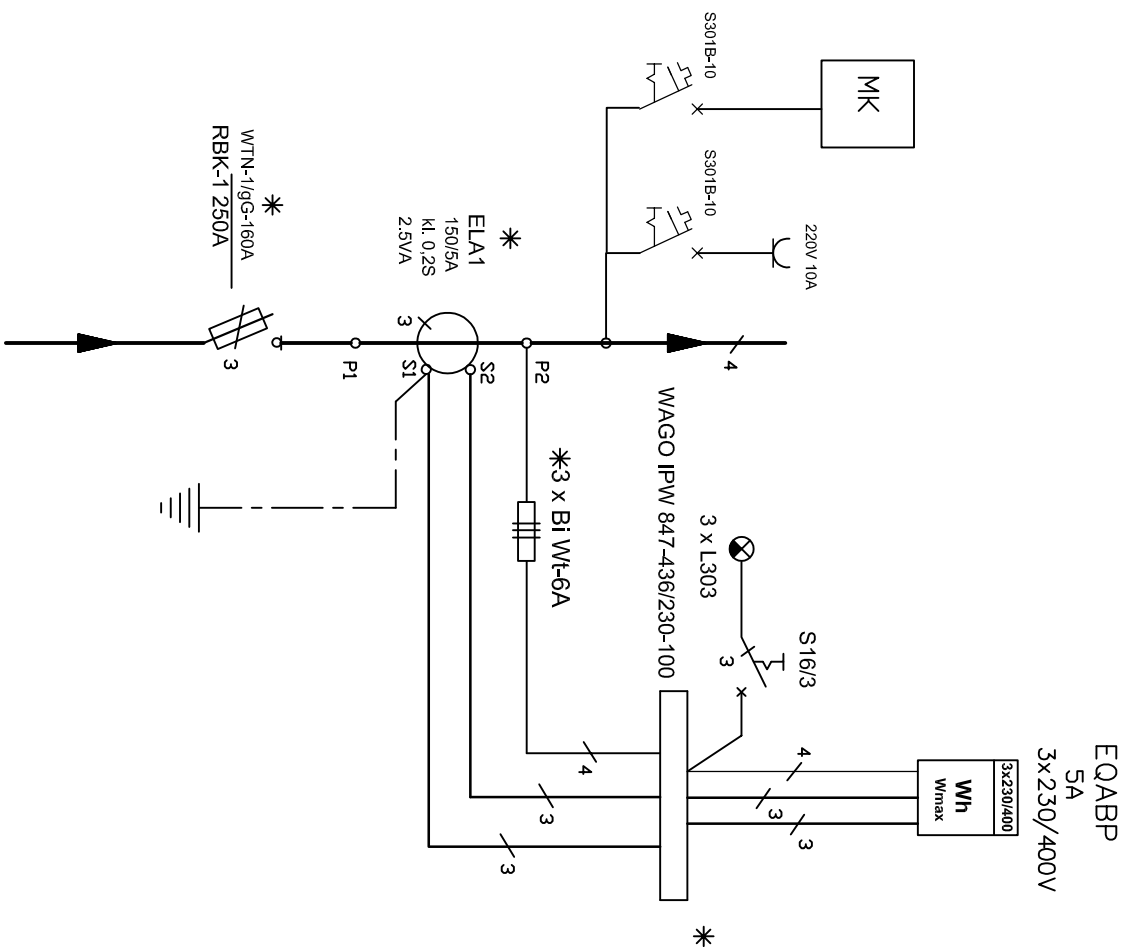 EQABP
5A
3x230/400V
3x230/400
Wh
Wmax
4
3
3
S16/3
3
3 x L303
WAGO IPW 847-436/230-100
*
4
3
3
*3 x Bi Wt-6A
MK
S301B-10
S301B-10
220V 10A
4
P2
S2
S1
P1
*
ELA1
150/5A
kl. 0,2S
2.5VA
3
*
WTN-1/gG-160A
RBK-1 250A
3